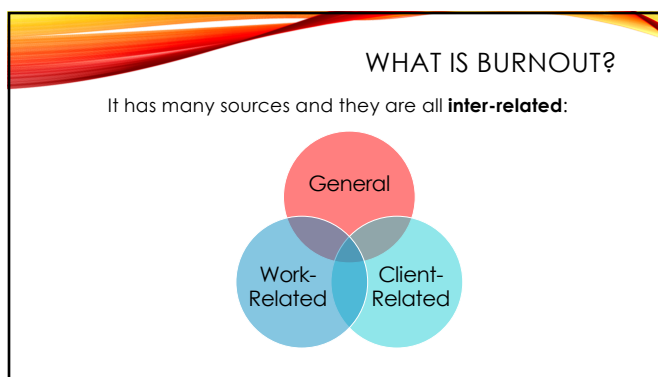 WHAT IS BURNOUT?
It has many sources and they are all inter-related:
General
Work-
Related
Client-
Related